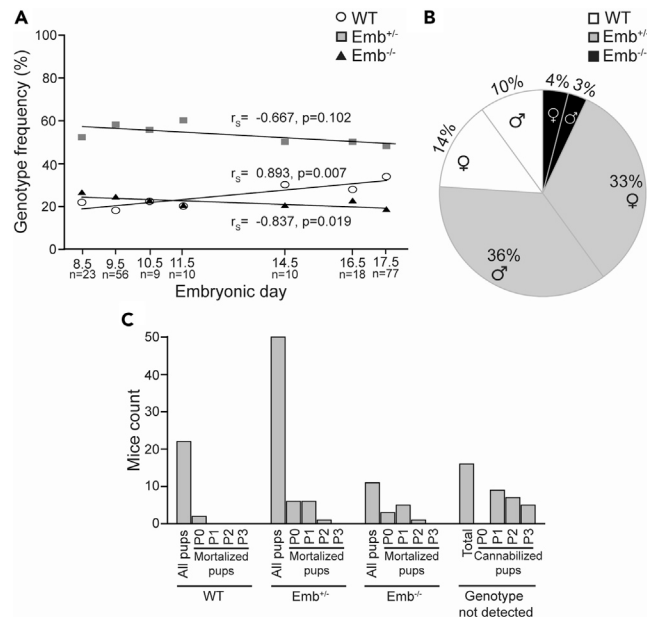 A
WT
Emb+/-
Emb-/-
Genotype frequency (%)
100
80
60
40
20
0
rS= -0.667, p=0.102
rS= 0.893, p=0.007
rS= -0.837, p=0.019
8.5 9.5 10.5 11.5 14.5 16.5 17.5
n=23 n=56 n=9 n=10 n=10 n=18 n=77
Embryonic day
B
WT
Emb+/-
Emb-/-
14% 10% 4% 3%
♀ ♂ ♀ ♂
33%
♀
36%
♂
C
Mice count
50
40
30
20
10
0
All pups P0 P1 P2 P3 All pups P0 P1 P2 P3 All pups P0 P1 P2 P3 Total P0 P1 P2 P3
Mortalized pups Mortalized pups Mortalized pups Cannabilized pups
WT Emb+/- Emb-/- Genotype
not detected